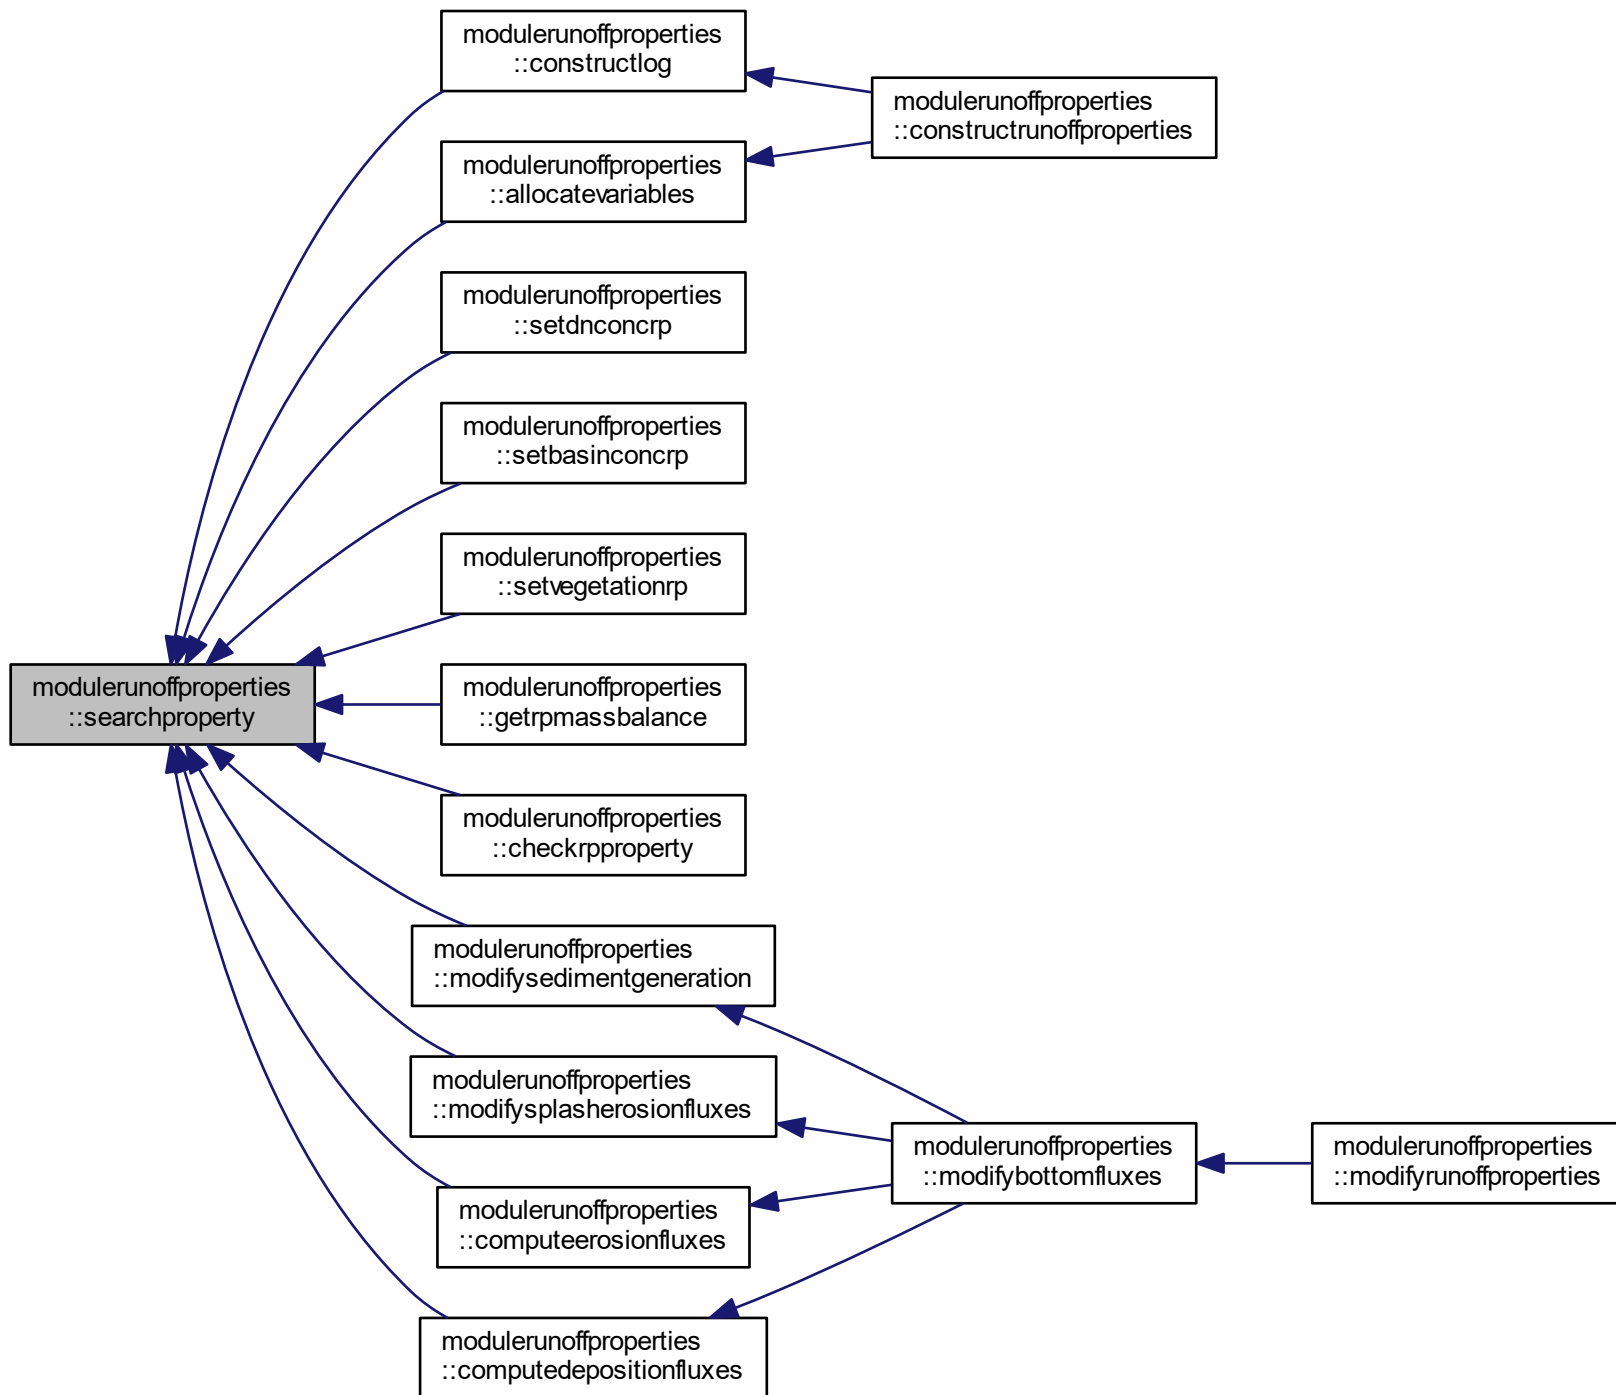 modulerunoffproperties
::constructlog
modulerunoffproperties
::constructrunoffproperties
modulerunoffproperties
::allocatevariables
modulerunoffproperties
::setdnconcrp
modulerunoffproperties
::setbasinconcrp
modulerunoffproperties
::setvegetationrp
modulerunoffproperties
::searchproperty
modulerunoffproperties
::getrpmassbalance
modulerunoffproperties
::checkrpproperty
modulerunoffproperties
::modifysedimentgeneration
modulerunoffproperties
::modifysplasherosionfluxes
modulerunoffproperties
::modifybottomfluxes
modulerunoffproperties
::modifyrunoffproperties
modulerunoffproperties
::computeerosionfluxes
modulerunoffproperties
::computedepositionfluxes